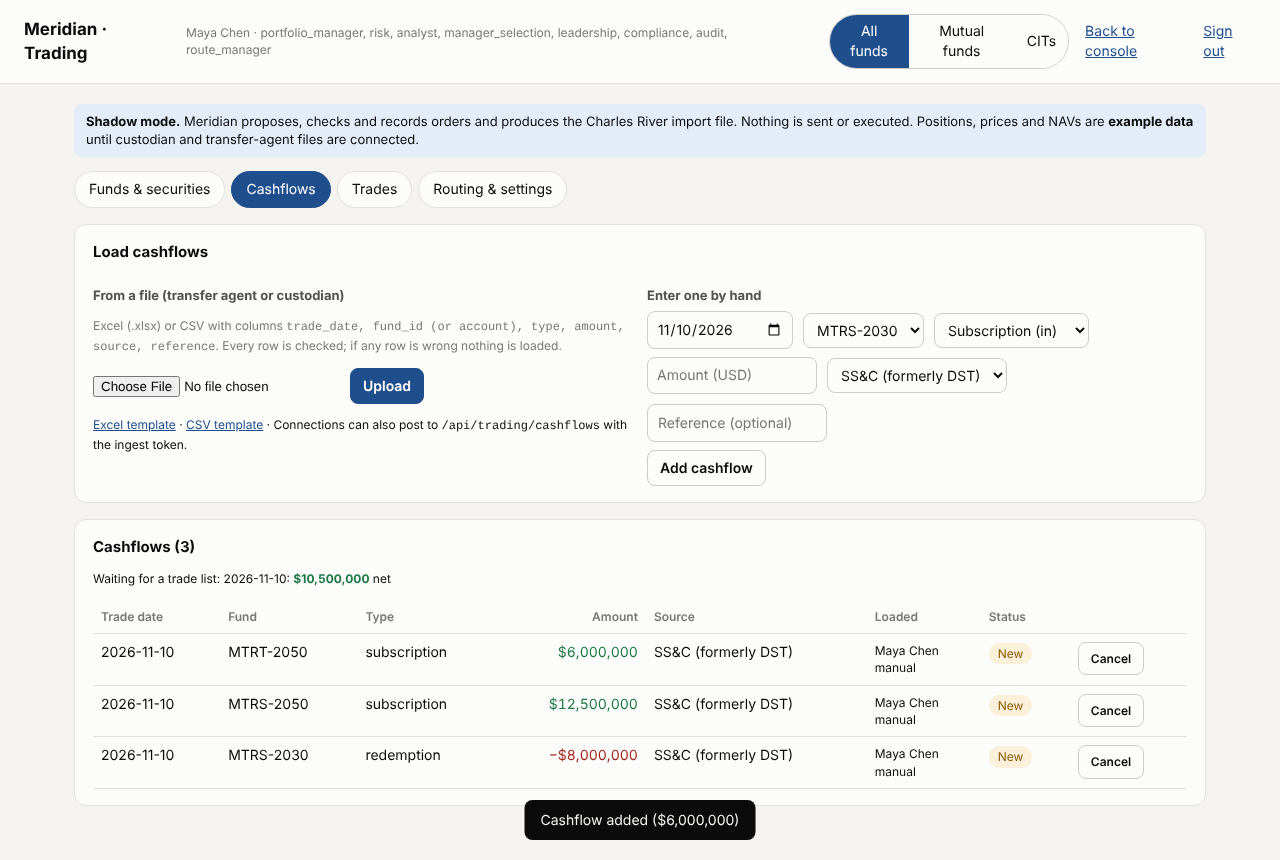 Meridian ·
Trading
Maya Chen · portfolio_manager, risk, analyst, manager_selection, leadership, compliance, audit,
route_manager
All
funds
Mutual
funds
CITs
Back to
console
Sign
out
Shadow mode. Meridian proposes, checks and records orders and produces the Charles River import file. Nothing is sent or executed. Positions, prices and NAVs are example data
until custodian and transfer-agent files are connected.
Funds & securities
Cashflows
Trades
Routing & settings
Load cashflows
From a file (transfer agent or custodian)
Excel (.xlsx) or CSV with columns trade_date, fund_id (or account), type, amount,
source, reference. Every row is checked; if any row is wrong nothing is loaded.
Choose File No file chosen
Upload
Excel template · CSV template · Connections can also post to /api/trading/cashflows with
the ingest token.
Enter one by hand
11/10/2026
MTRS-2030
Subscription (in)
Amount (USD)
SS&C (formerly DST)
Reference (optional)
Add cashflow
Cashflows (3)
Waiting for a trade list: 2026-11-10: $10,500,000 net
Trade date Fund Type Amount Source Loaded Status
2026-11-10 MTRT-2050 subscription $6,000,000 SS&C (formerly DST) Maya Chen New Cancel
manual
2026-11-10 MTRS-2050 subscription $12,500,000 SS&C (formerly DST) Maya Chen New Cancel
manual
2026-11-10 MTRS-2030 redemption −$8,000,000 SS&C (formerly DST) Maya Chen New Cancel
manual
Cashflow added ($6,000,000)